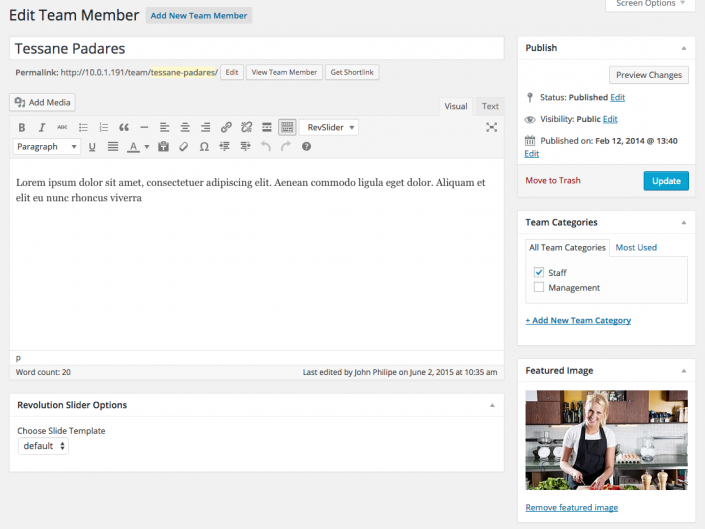 Screen Options
Edit Team Member Add New Team Member
Tessane Padares
Permalink: http://10.0.1.191/team/tessane-padares/ Edit View Team Member Get Shortlink
Add Media
Visual Text
B I ABC RevSlider
Paragraph U A
Lorem ipsum dolor sit amet, consectetuer adipiscing elit. Aenean commodo ligula eget dolor. Aliquam et
elit eu nunc rhoncus viverra
p
Word count: 20 Last edited by John Philipe on June 2, 2015 at 10:35 am
Revolution Slider Options
Choose Slide Template
default
Publish
Preview Changes
Status: Published Edit
Visibility: Public Edit
Published on: Feb 12, 2014 @ 13:40
Edit
Move to Trash Update
Team Categories
All Team Categories Most Used
Staff
Management
+ Add New Team Category
Featured Image
Remove featured image